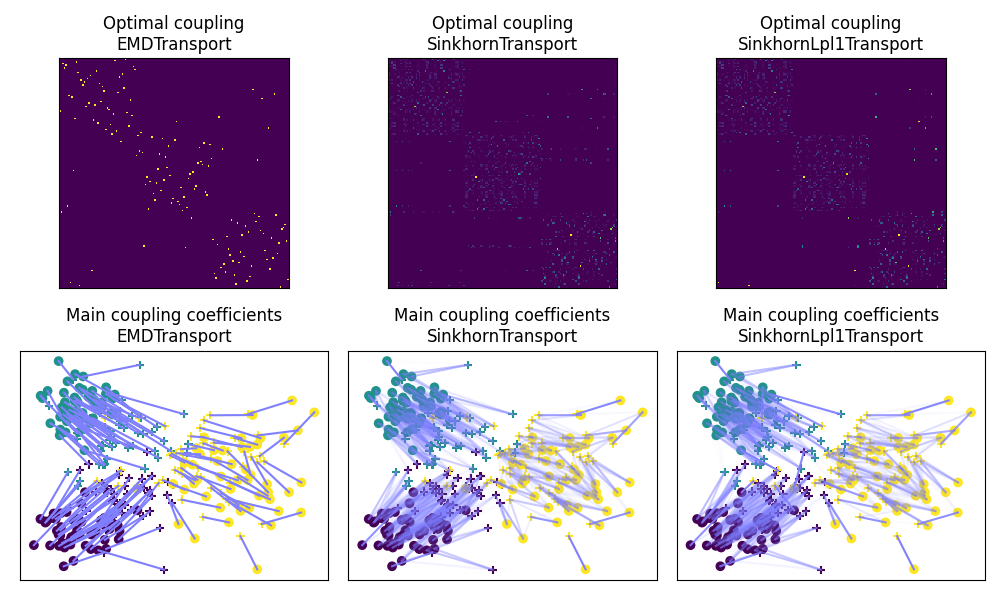 Optimal coupling
EMDTransport
Optimal coupling
SinkhornTransport
Optimal coupling
SinkhornLpl1Transport
Main coupling coefficients
EMDTransport
Main coupling coefficients
SinkhornTransport
Main coupling coefficients
SinkhornLpl1Transport